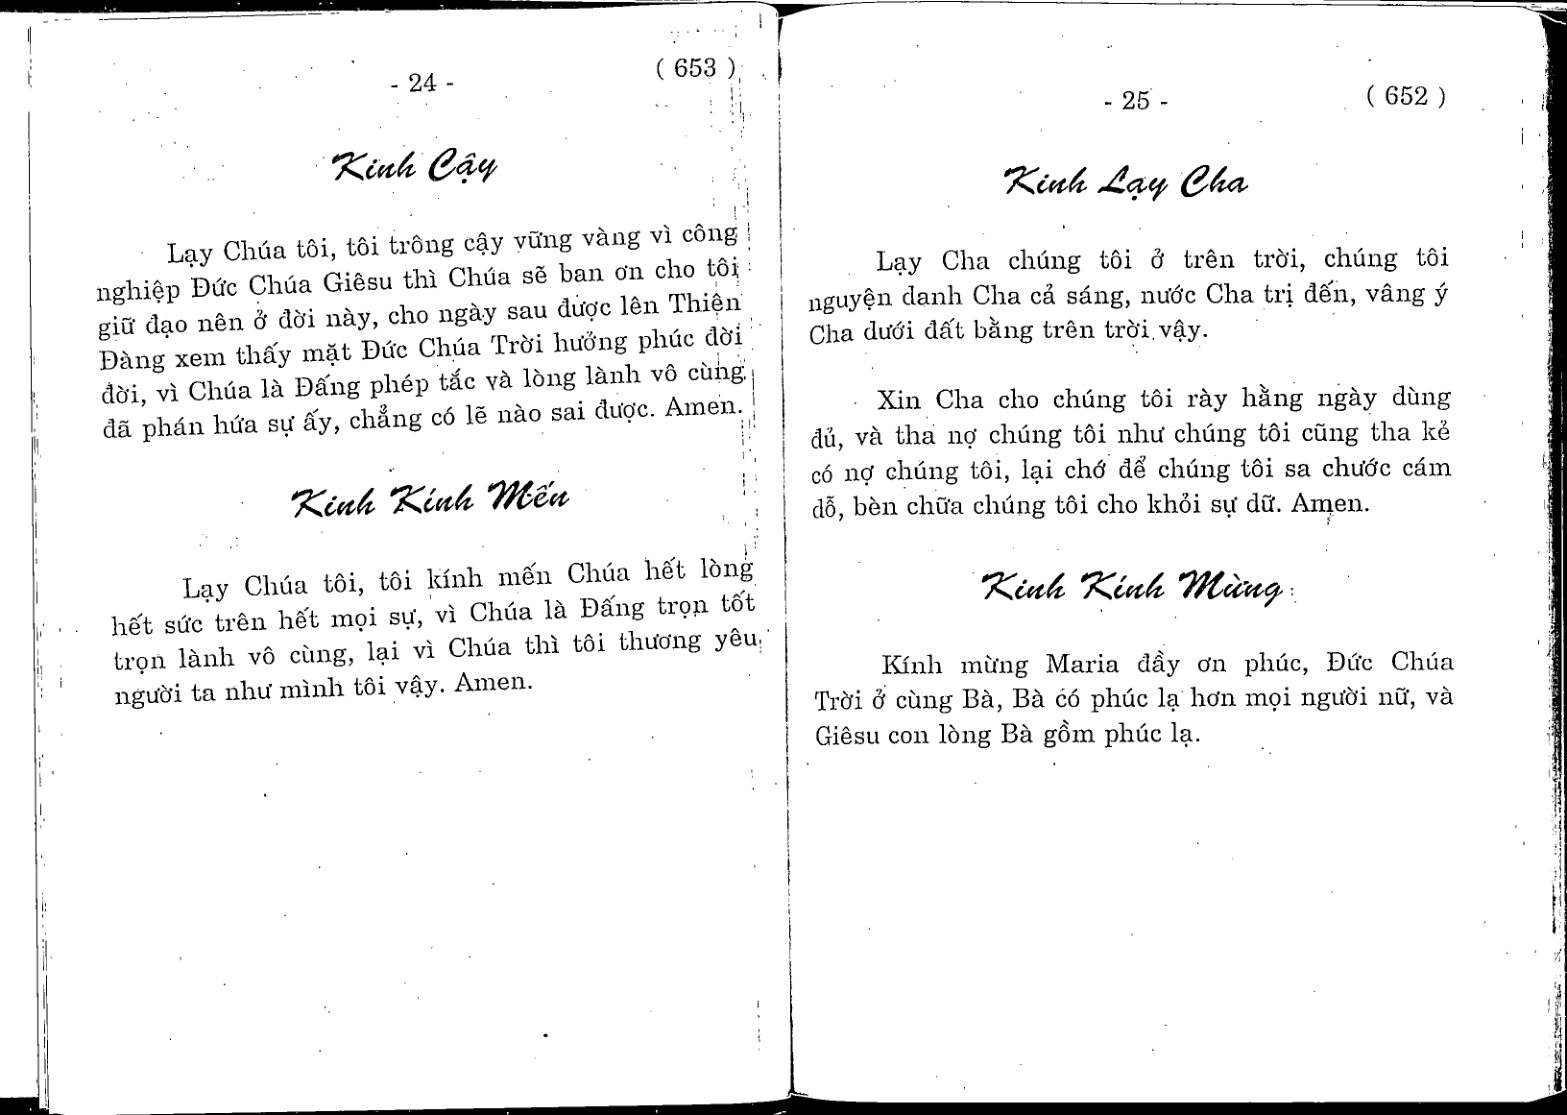 - 24 -
( 653 )
Kinh Cậy
Lạy Chúa tôi, tôi trông cậy vững vàng vì công
nghiệp Đức Chúa Giêsu thì Chúa sẽ ban ơn cho tôi
giữ đạo nên ở đời này, cho ngày sau được lên Thiên
Đàng xem thấy mặt Đức Chúa Trời hưởng phúc đời
đời, vì Chúa là Đấng phép tắc và lòng lành vô cùng
đã phán hứa sự ấy, chẳng có lẽ nào sai được. Amen.
Kinh Kính Mến
Lạy Chúa tôi, tôi kính mến Chúa hết lòng
hết sức trên hết mọi sự, vì Chúa là Đấng trọn tốt
trọn lành vô cùng, lại vì Chúa thì tôi thương yêu
người ta như mình tôi vậy. Amen.
- 25 -
( 652 )
Kinh Lạy Cha
Lạy Cha chúng tôi ở trên trời, chúng tôi
nguyện danh Cha cả sáng, nước Cha trị đến, vâng ý
Cha dưới đất bằng trên trời vậy.
Xin Cha cho chúng tôi rày hằng ngày dùng
đủ, và tha nợ chúng tôi như chúng tôi cũng tha kẻ
có nợ chúng tôi, lại chớ để chúng tôi sa chước cám
dỗ, bèn chữa chúng tôi cho khỏi sự dữ. Amen.
Kinh Kính Mừng
Kính mừng Maria đầy ơn phúc, Đức Chúa
Trời ở cùng Bà, Bà có phúc lạ hơn mọi người nữ, và
Giêsu con lòng Bà gồm phúc lạ.